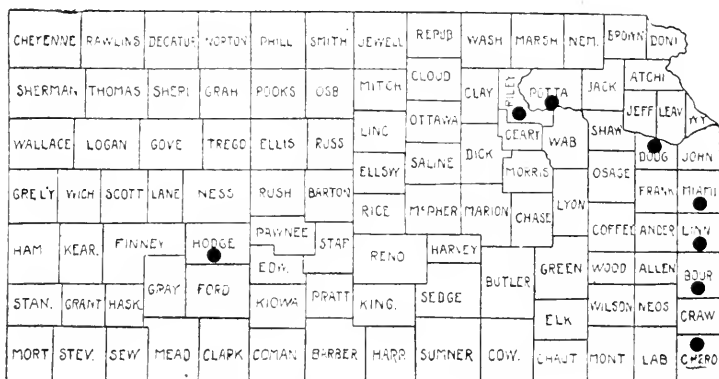 CHEYENNE RAWLINS DECATUR NORTON PHILL SMITH JEWELL REPUB WASH MARSH NEM. BROWN DONI
SHERMAN THOMAS SHERI GRAH ROOKS OSB MITCH CLOUD CLAY RILEY POTTA JACK ATCHI
JEFF LEAV WY
WALLACE LOGAN GOVE TREGO ELLIS RUSS LINC OTTAWA DICK GEARY WAB SHAW DOUG JOHN
ELLSW SALINE MORRIS OSAGE
GREL'Y WICH SCOTT LANE NESS RUSH BARTON RICE McPHER MARION CHASE LYON FRANK MIAMI
HAM KEAR. FINNEY HODGE PAWNEE STAF RENO HARVEY COFFEE ANDER LINN
EDW.
STAN. GRANT HASK. GRAY FORD KIOWA PRATT KING. SEDGE BUTLER GREEN WOOD ALLEN BOUR
ELK WILSON NEOS CRAW
MORT STEV. SEW. MEAD CLARK COMAN BARBER HARP SUMNER COW. CHAUT MONT LAB CHERO